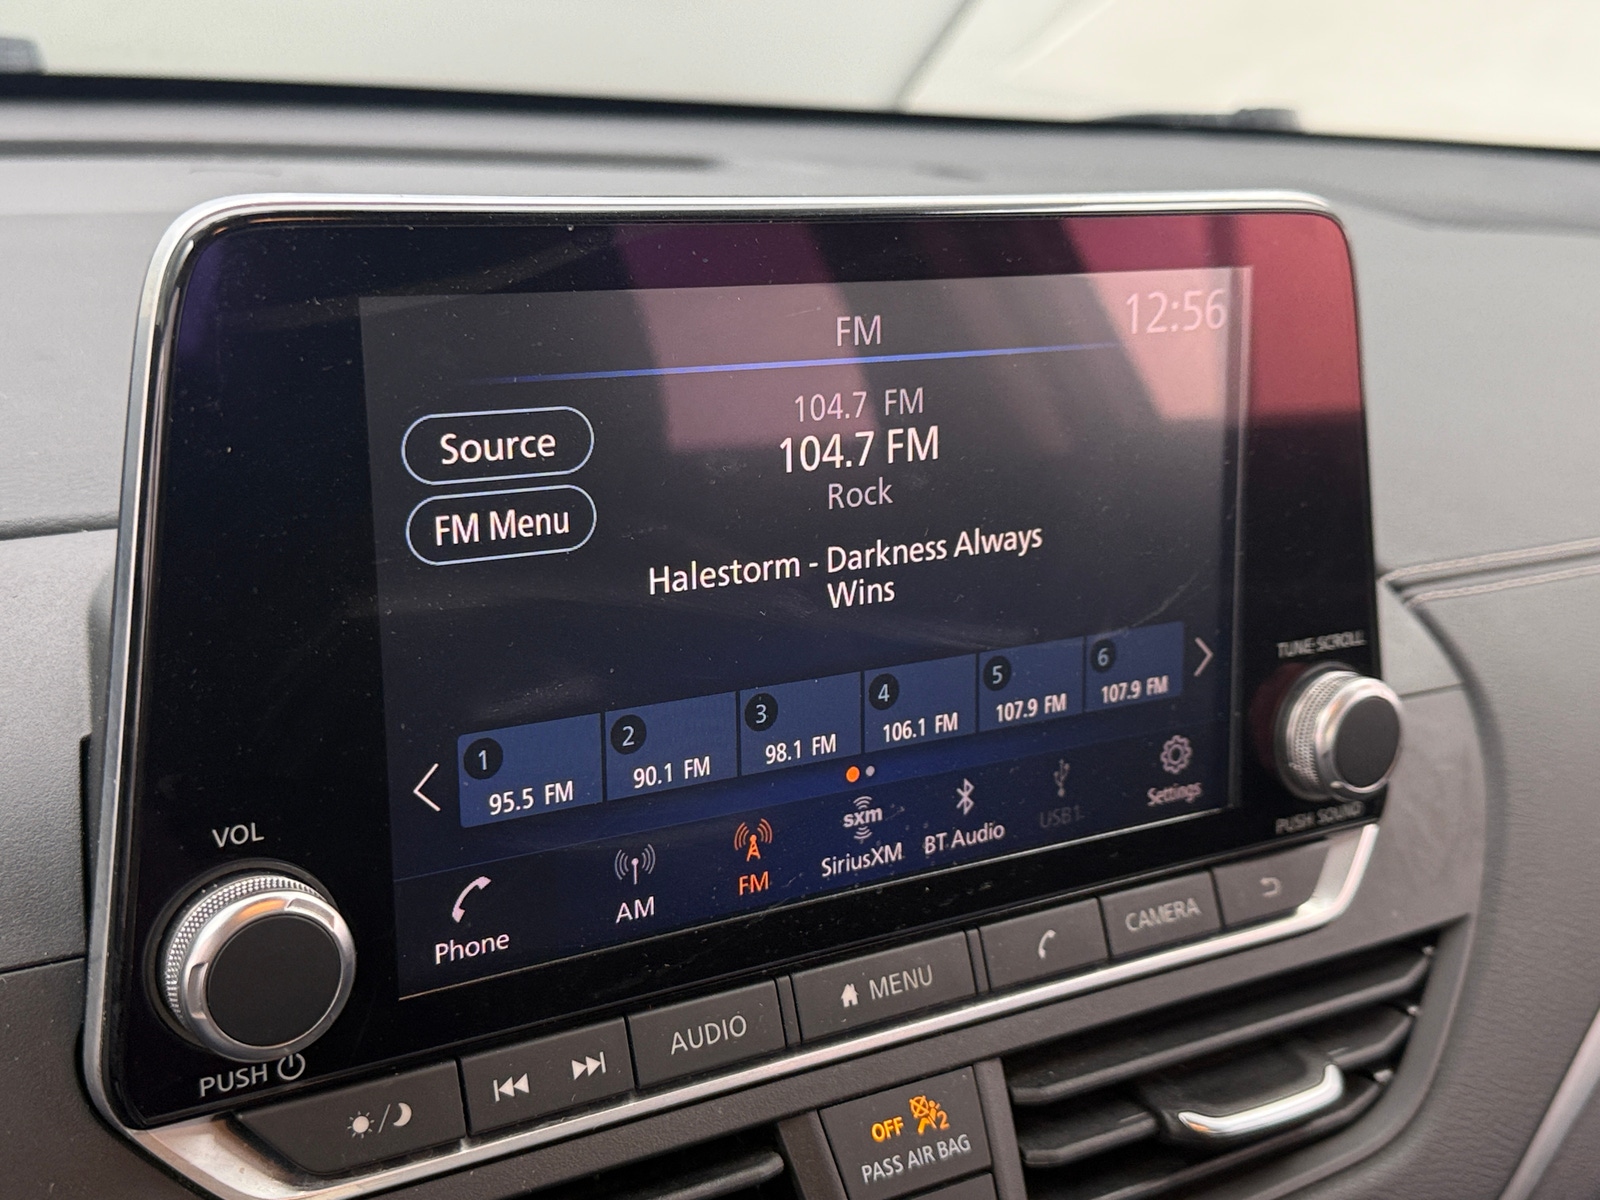 FM
12:56
104.7 FM
Source
104.7 FM
Rock
FM Menu
Halestorm - Darkness Always
Wins
TUNE·SCROLL
1
95.5 FM
2
90.1 FM
3
98.1 FM
4
106.1 FM
5
107.9 FM
6
107.9 FM
VOL
Phone
AM
FM
sxm
SiriusXM
BT Audio
USB1
Settings
PUSH SOUND
PUSH
AUDIO
MENU
CAMERA
OFF
2
PASS AIR BAG